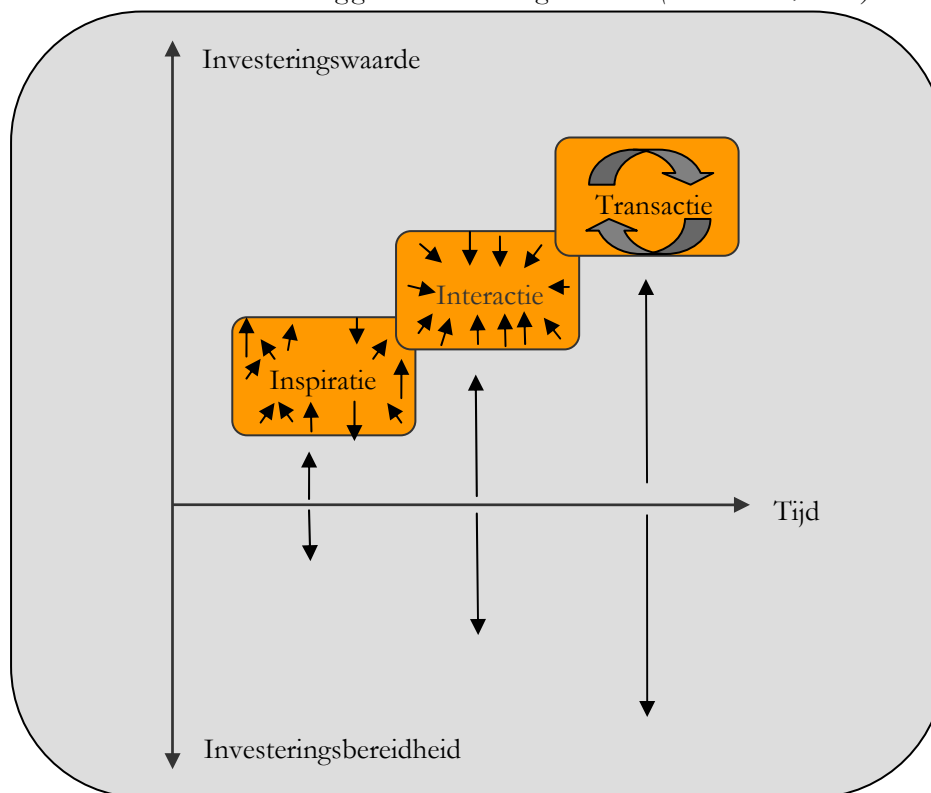 Investeringswaarde
Transactie
Interactie
Inspiratie
Tijd
Investeringsbereidheid